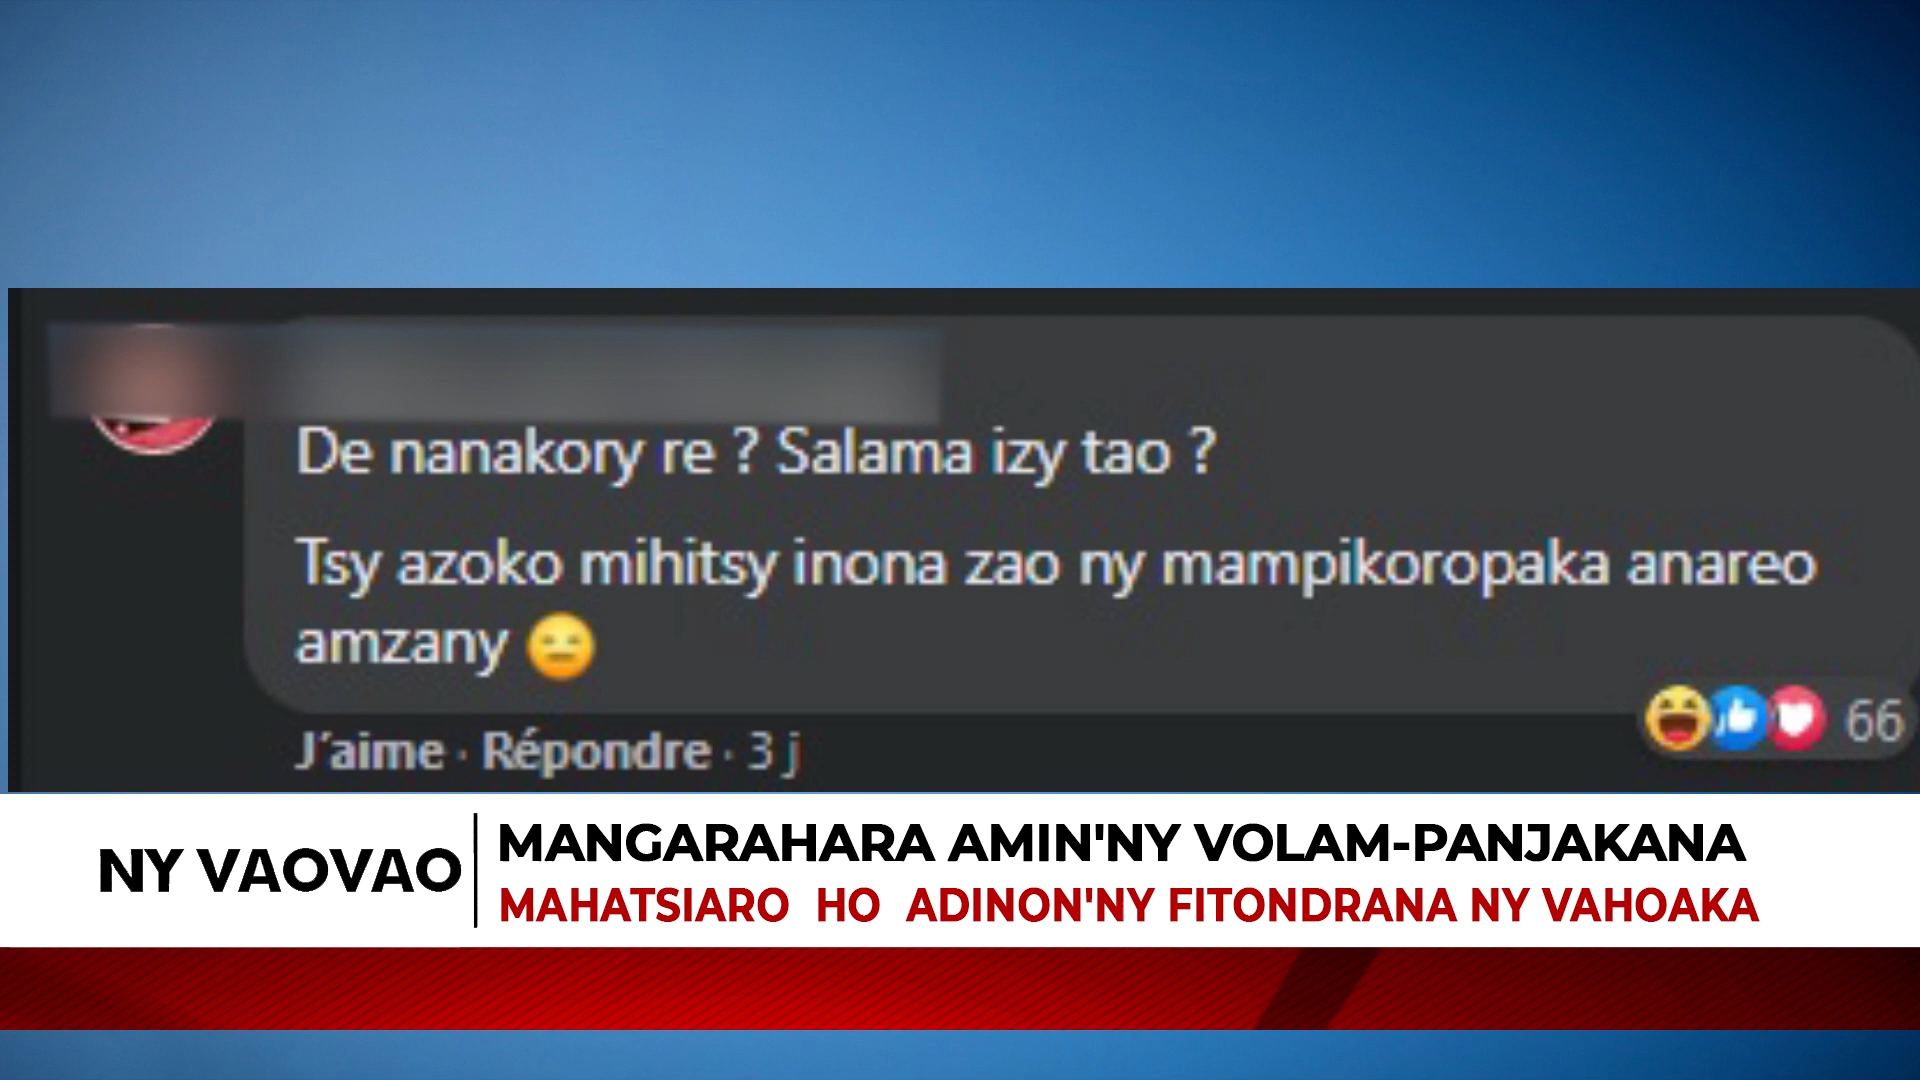 De nanakory re ? Salama izy tao ?
Tsy azoko mihitsy inona zao ny mampikoropaka anareo
amzany 😑
J'aime · Répondre · 3 j
66
NY VAOVAO
MANGARAHARA AMIN'NY VOLAM-PANJAKANA
MAHATSIARO HO ADINON'NY FITONDRANA NY VAHOAKA